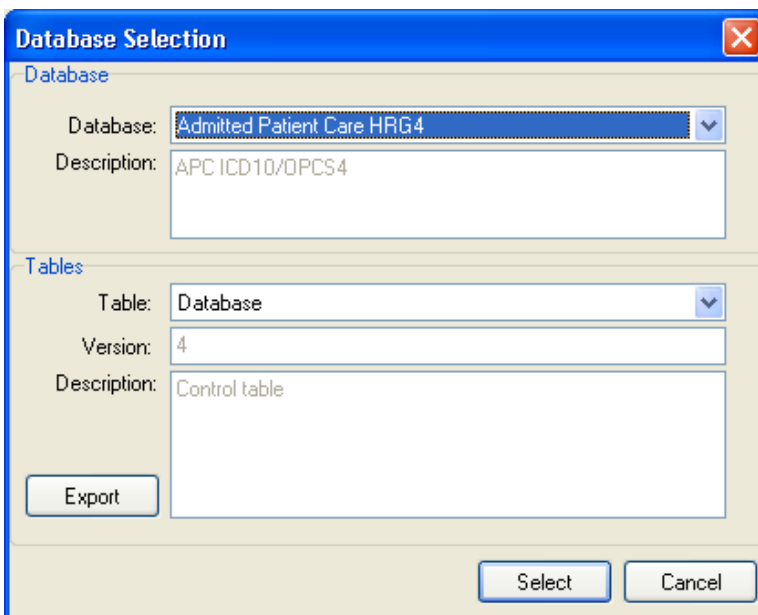 Database Selection
Database
Database: Admitted Patient Care HRG4
Description: APC ICD10/OPCS4
Tables
Table: Database
Version: 4
Description: Control table
Export
Select Cancel